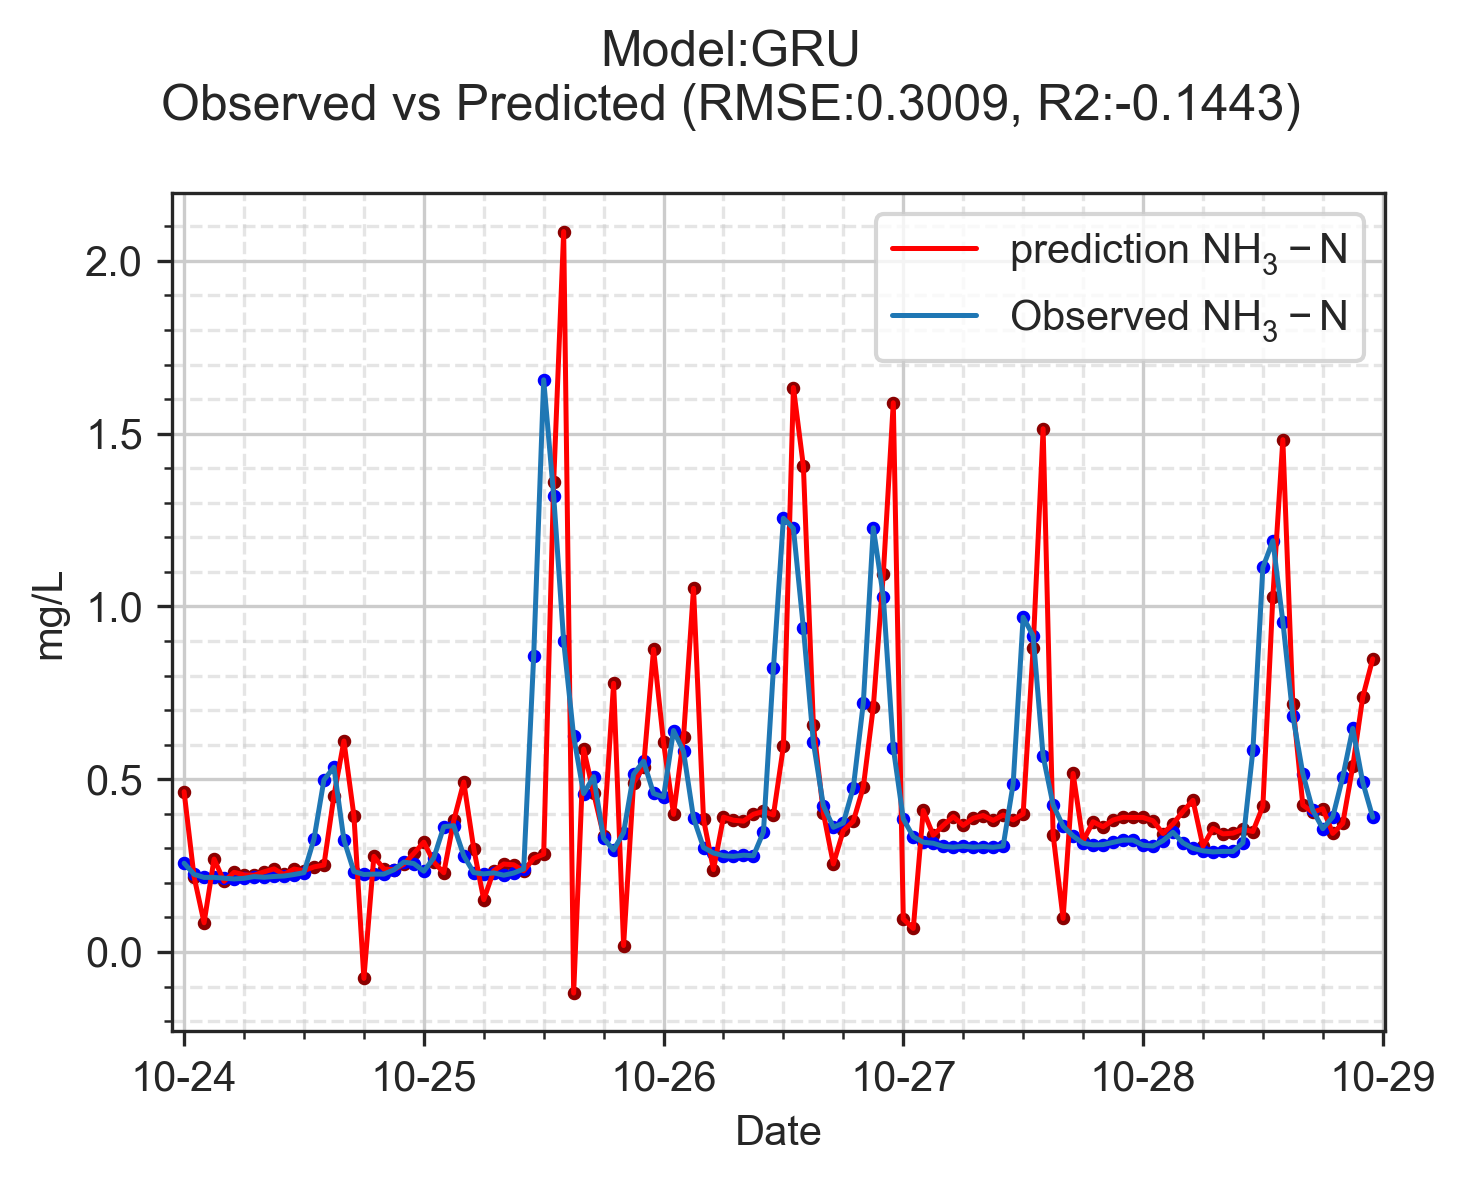 Model:GRU
Observed vs Predicted (RMSE:0.3009, R2:-0.1443)
prediction NH₃ − N
Observed NH₃ − N
2.0
1.5
1.0
0.5
0.0
mg/L
10-24 10-25 10-26 10-27 10-28 10-29
Date